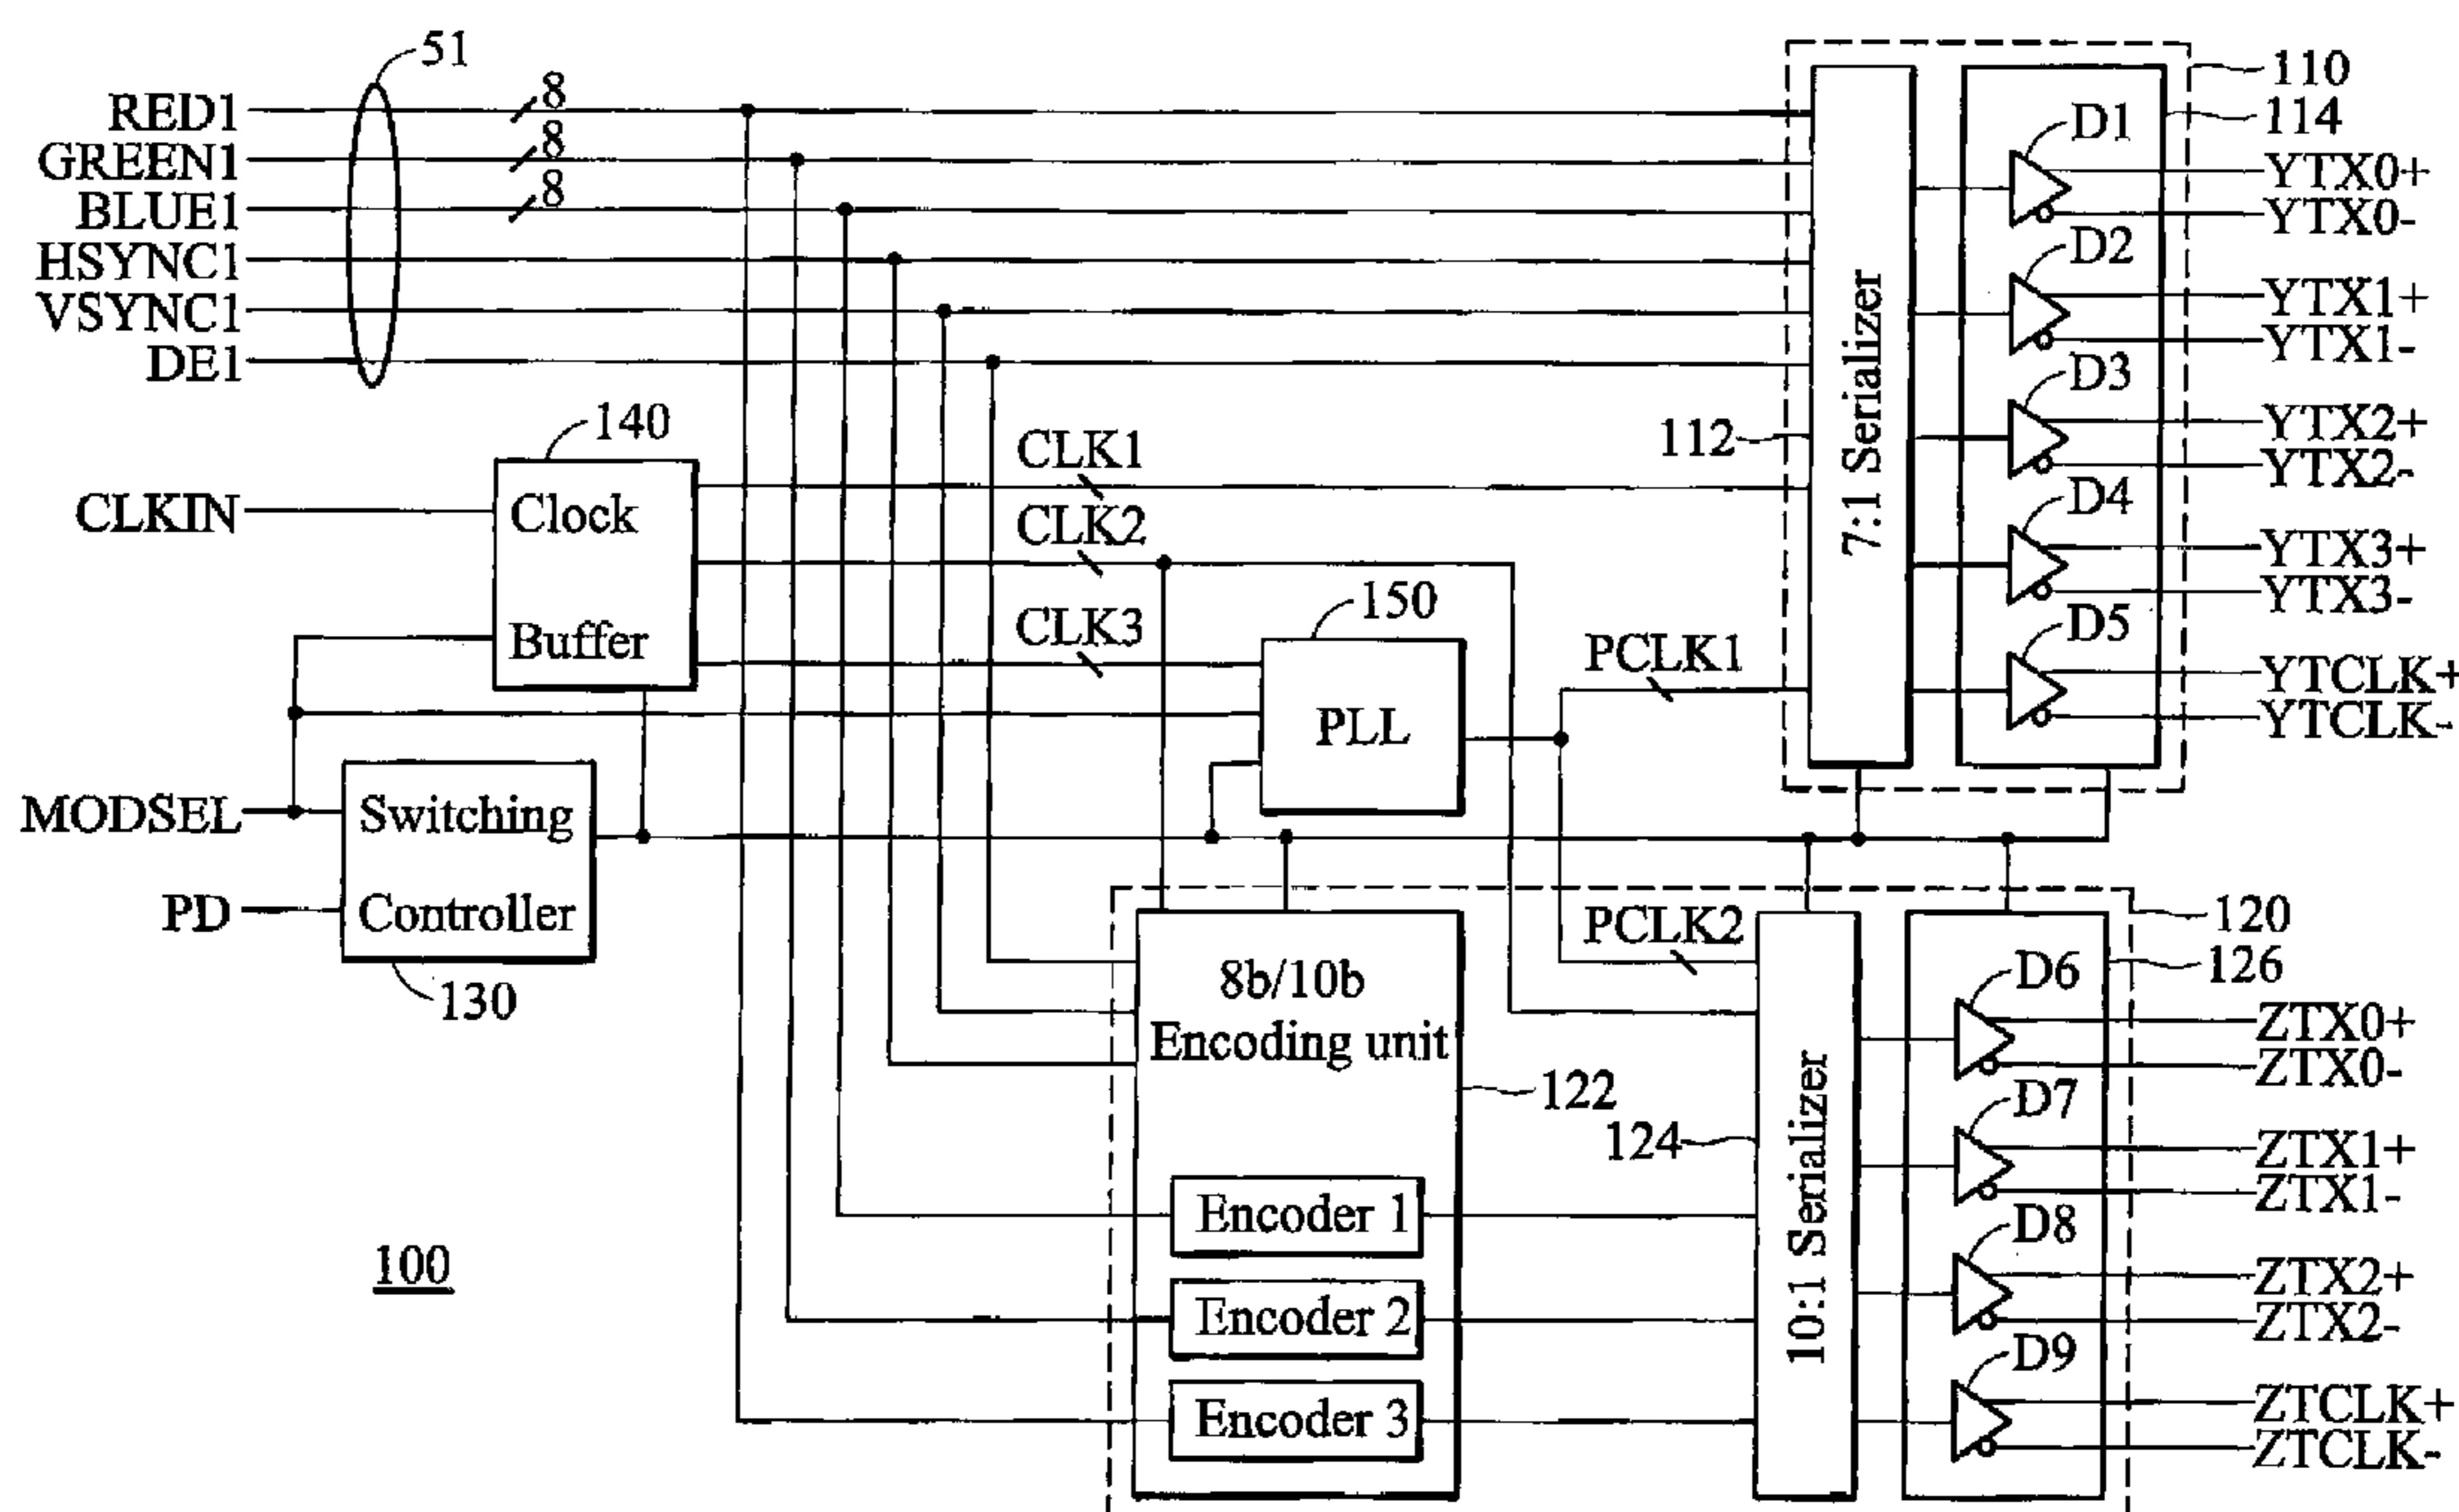 51
RED1
8
GREEN1
8
BLUE1
8
HSYNC1
VSYNC1
DE1
140
CLKIN
Clock
Buffer
CLK1
CLK2
CLK3
150
PLL
PCLK1
PCLK2
MODSEL
PD
Switching
Controller
130
112
7:1 Serializer
110
114
D1
YTX0+
YTX0-
D2
YTX1+
YTX1-
D3
YTX2+
YTX2-
D4
YTX3+
YTX3-
D5
YTCLK+
YTCLK-
8b/10b
Encoding unit
122
Encoder 1
Encoder 2
Encoder 3
124
10:1 Serializer
120
126
D6
ZTX0+
ZTX0-
D7
ZTX1+
ZTX1-
D8
ZTX2+
ZTX2-
D9
ZTCLK+
ZTCLK-
100